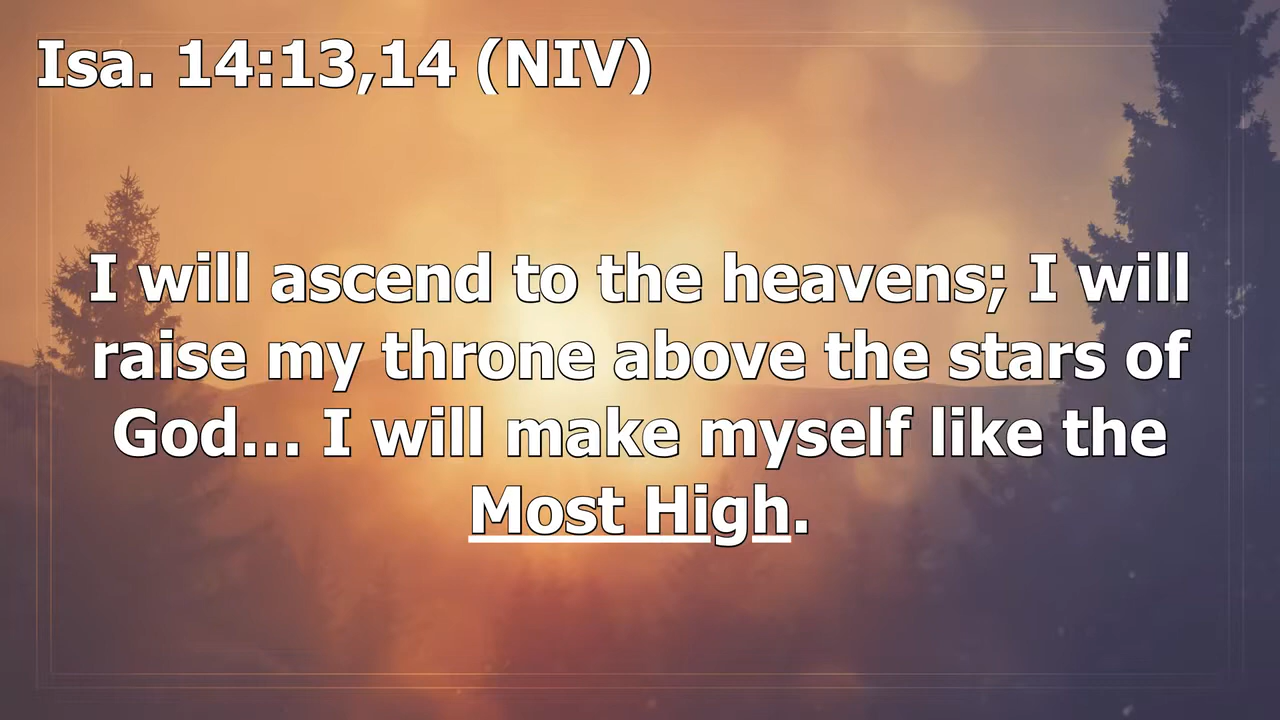 Isa. 14:13,14 (NIV)
I will ascend to the heavens; I will
raise my throne above the stars of
God... I will make myself like the
Most High.